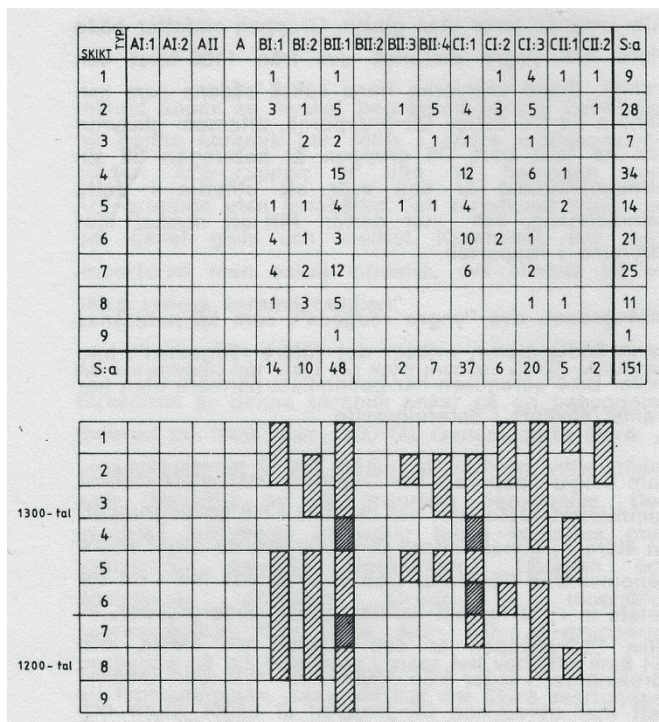 SKIKT TYP AI:1 AI:2 AII A BI:1 BI:2 BII:1 BII:2 BII:3 BII:4 CI:1 CI:2 CI:3 CII:1 CII:2 S:a
1 1 1 1 4 1 1 9
2 3 1 5 1 5 4 3 5 1 28
3 2 2 1 1 1 7
4 15 12 6 1 34
5 1 1 4 1 1 4 2 14
6 4 1 3 10 2 1 21
7 4 2 12 6 2 25
8 1 3 5 1 1 11
9 1 1
S:a 14 10 48 2 7 37 6 20 5 2 151
1
2
3
1300-tal
4
5
6
7
1200-tal 8
9